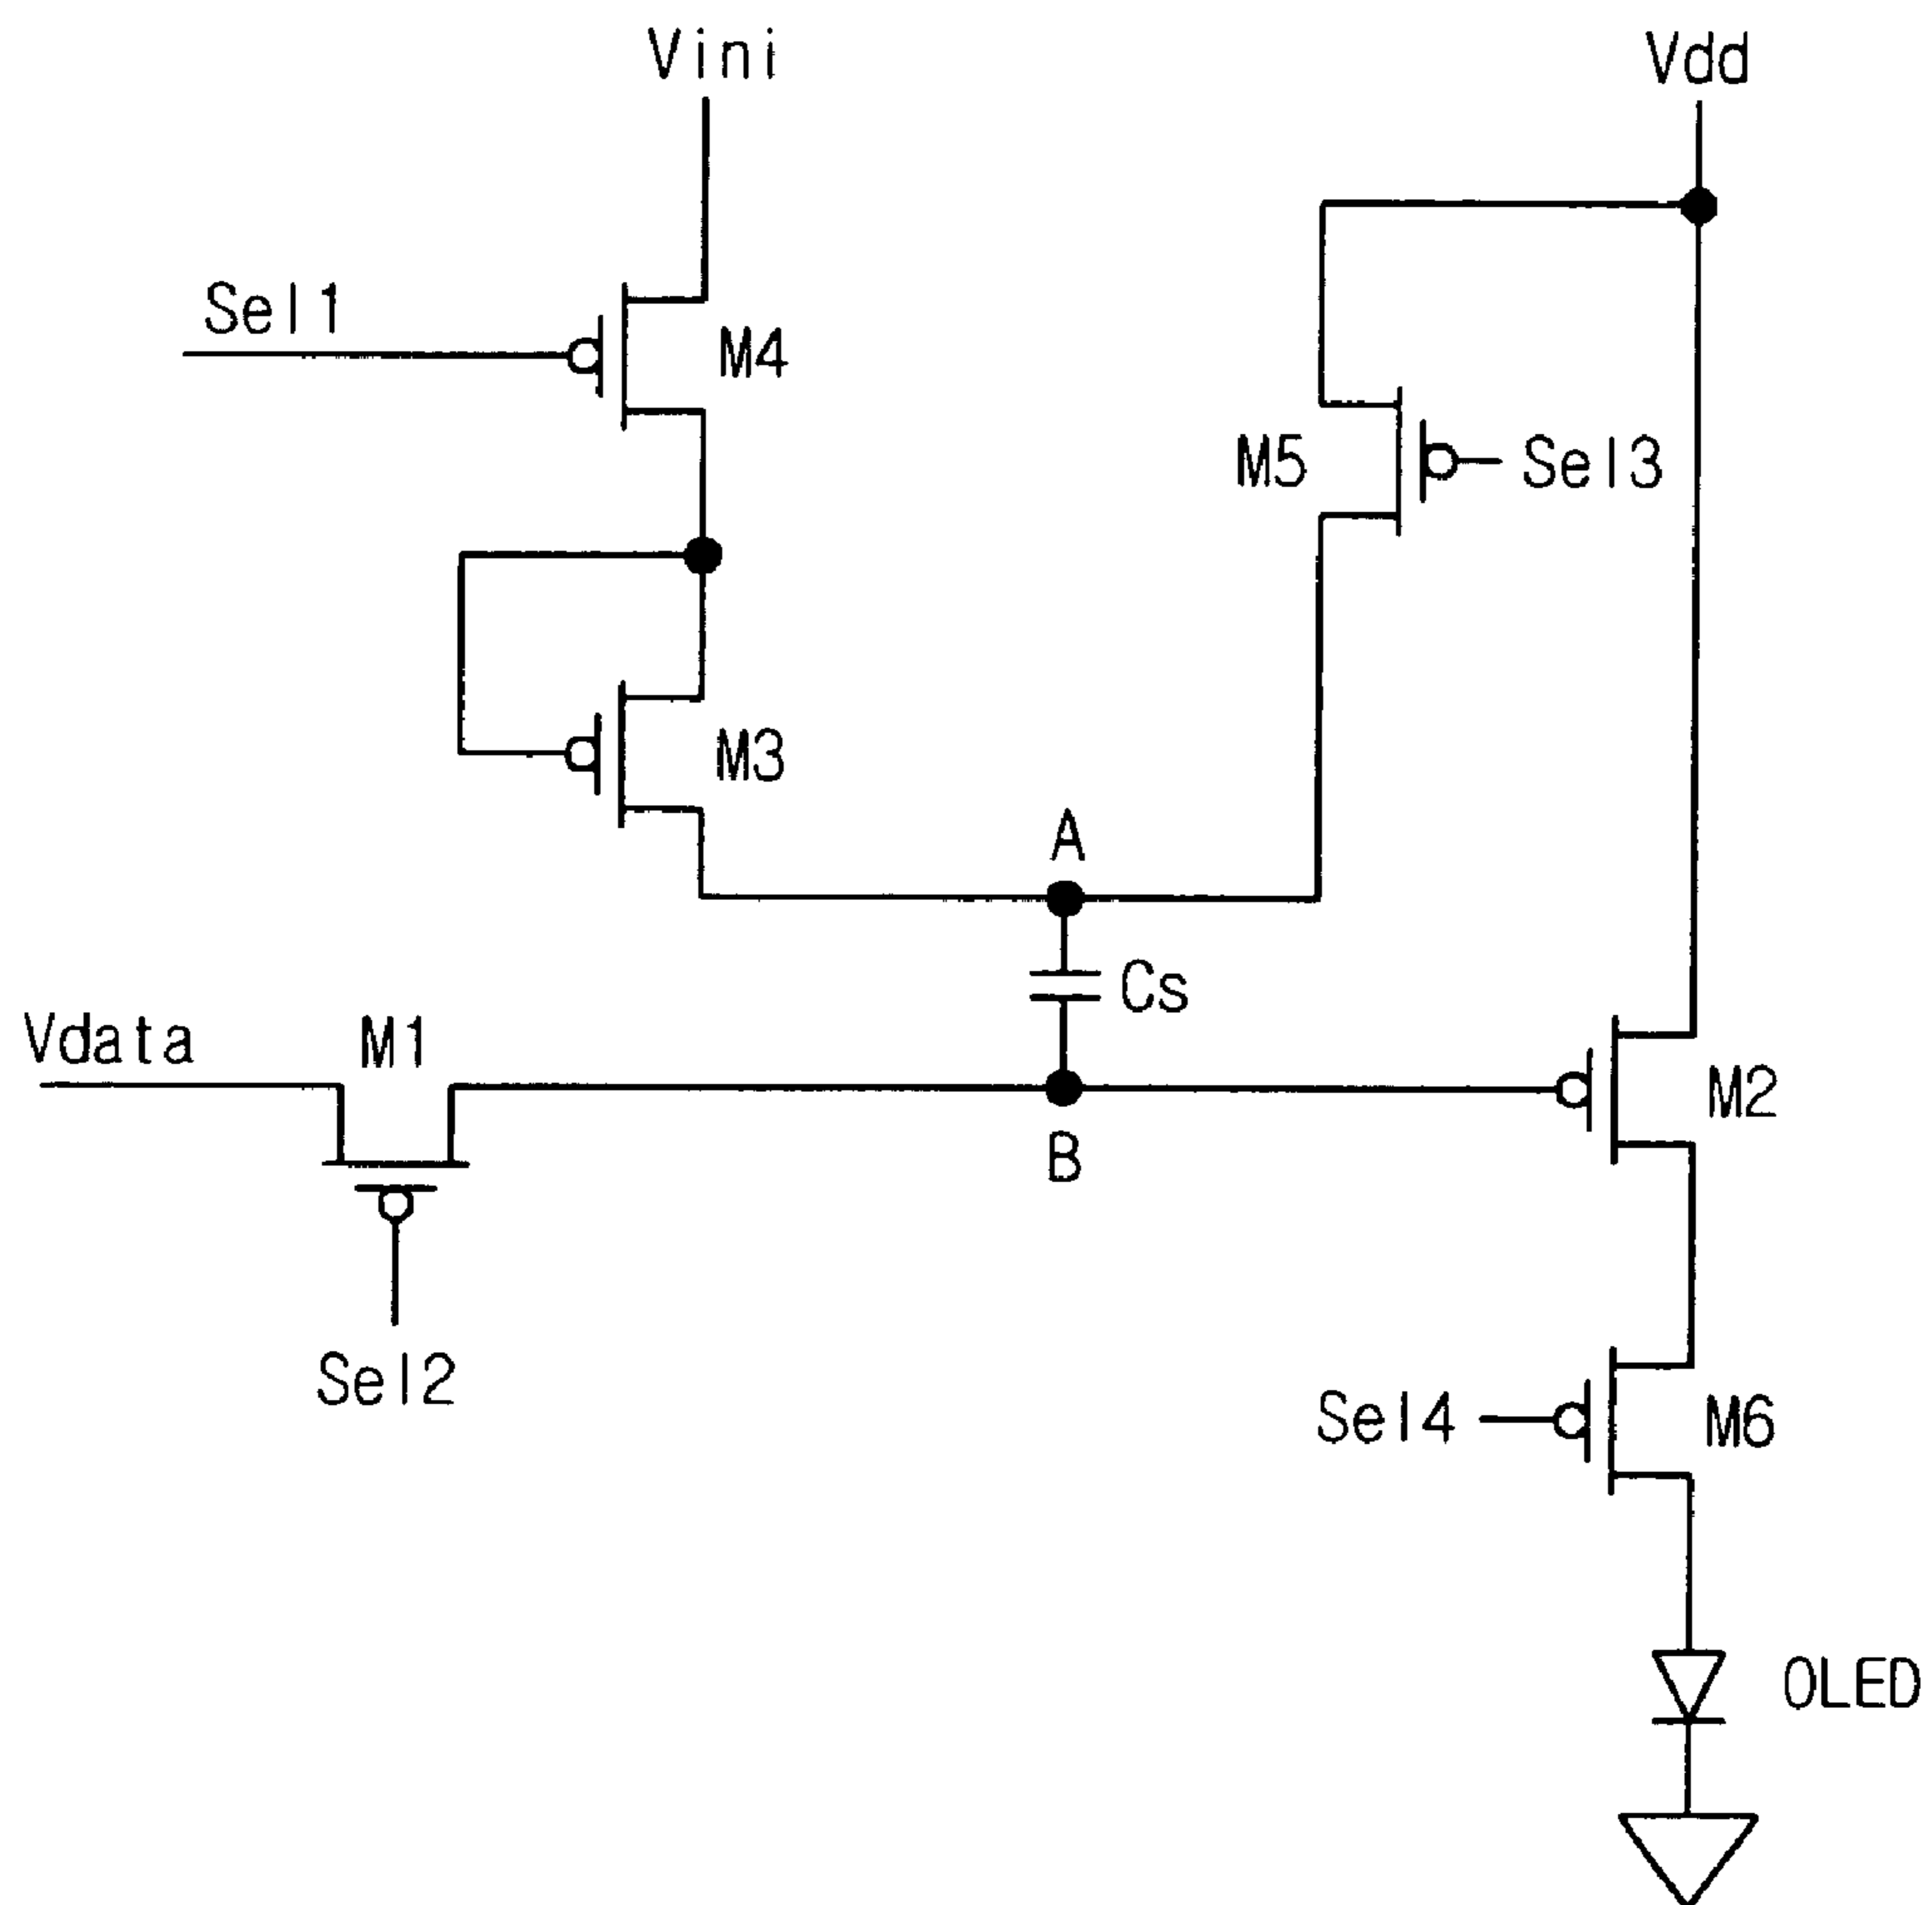 Vini
Vdd
Sel1
M4
M5
Sel3
M3
A
Cs
Vdata
M1
M2
B
Sel2
Sel4
M6
OLED